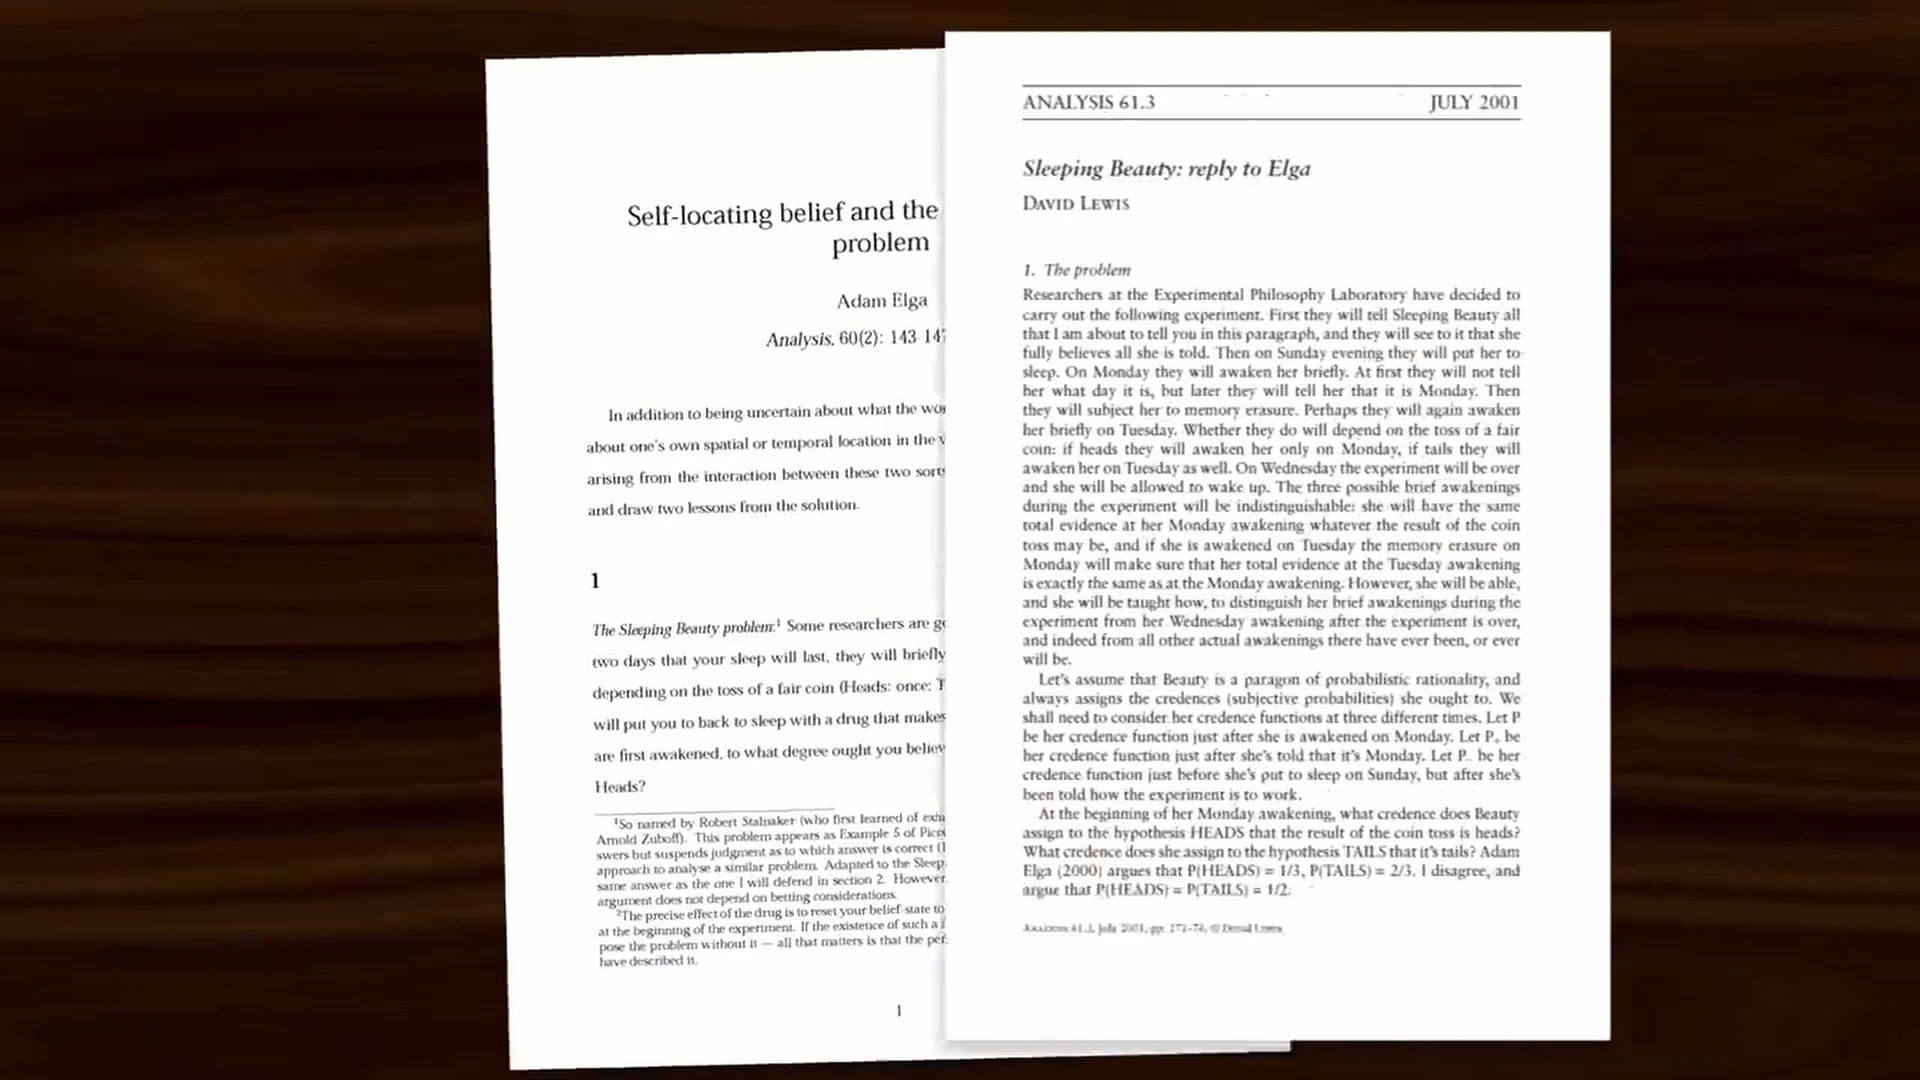 Self-locating belief and the
problem
Adam Elga
Analysis, 60(2): 143 14
In addition to being uncertain about what the
about one's own spatial or temporal location in the
arising from the interaction between these two
and draw two lessons from the solution.
1
The Sleeping Beauty problem:¹ Some researchers are
two days that your sleep will last, they will briefly
depending on the toss of a fair coin (Heads: once;
will put you to back to sleep with a drug that makes
are first awakened, to what degree ought you
Heads?
¹So named by Robert Stalnaker (who first learned of
Arnold Zuboff). This problem appears as Example 5 of
swers but suspends judgment as to which answer is correct
approach to analyse a similar problem. Adapted to the
same answer as the one I will defend in section 2. However,
argument does not depend on betting considerations.
²The precise effect of the drug is to reset your belief-state to
at the beginning of the experiment. If the existence of such a
pose the problem without it — all that matters is that the
have described it.
1
ANALYSIS 61.3 JULY 2001
Sleeping Beauty: reply to Elga
DAVID LEWIS
1. The problem
Researchers at the Experimental Philosophy Laboratory have decided to
carry out the following experiment. First they will tell Sleeping Beauty all
that I am about to tell you in this paragraph, and they will see to it that she
fully believes all she is told. Then on Sunday evening they will put her to
sleep. On Monday they will awaken her briefly. At first they will not tell
her what day it is, but later they will tell her that it is Monday. Then
they will subject her to memory erasure. Perhaps they will again awaken
her briefly on Tuesday. Whether they do will depend on the toss of a fair
coin: if heads they will awaken her only on Monday, if tails they will
awaken her on Tuesday as well. On Wednesday the experiment will be over
and she will be allowed to wake up. The three possible brief awakenings
during the experiment will be indistinguishable: she will have the same
total evidence at her Monday awakening whatever the result of the coin
toss may be, and if she is awakened on Tuesday the memory erasure on
Monday will make sure that her total evidence at the Tuesday awakening
is exactly the same as at the Monday awakening. However, she will be able,
and she will be taught how, to distinguish her brief awakenings during the
experiment from her Wednesday awakening after the experiment is over,
and indeed from all other actual awakenings there have ever been, or ever
will be.
Let's assume that Beauty is a paragon of probabilistic rationality, and
always assigns the credences (subjective probabilities) she ought to. We
shall need to consider her credence functions at three different times. Let P
be her credence function just after she is awakened on Monday. Let P₊ be
her credence function just after she's told that it's Monday. Let P₋ be her
credence function just before she's put to sleep on Sunday, but after she's
been told how the experiment is to work.
At the beginning of her Monday awakening, what credence does Beauty
assign to the hypothesis HEADS that the result of the coin toss is heads?
What credence does she assign to the hypothesis TAILS that it's tails? Adam
Elga (2000) argues that P(HEADS) = 1/3, P(TAILS) = 2/3. I disagree, and
argue that P(HEADS) = P(TAILS) = 1/2.
Analysis 61.3, July 2001, pp. 171–76. © David Lewis